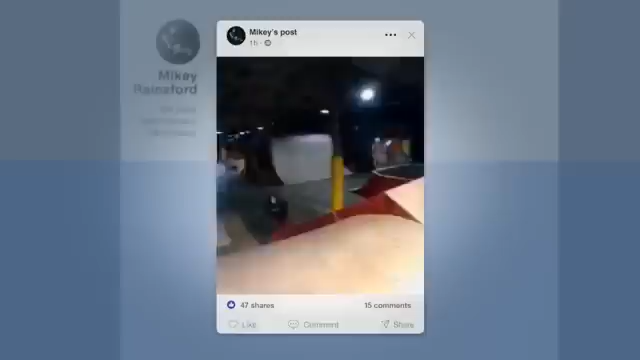 Mikey's post
1h
Mikey
Rainsford
47 shares
15 comments
Like
Comment
Share